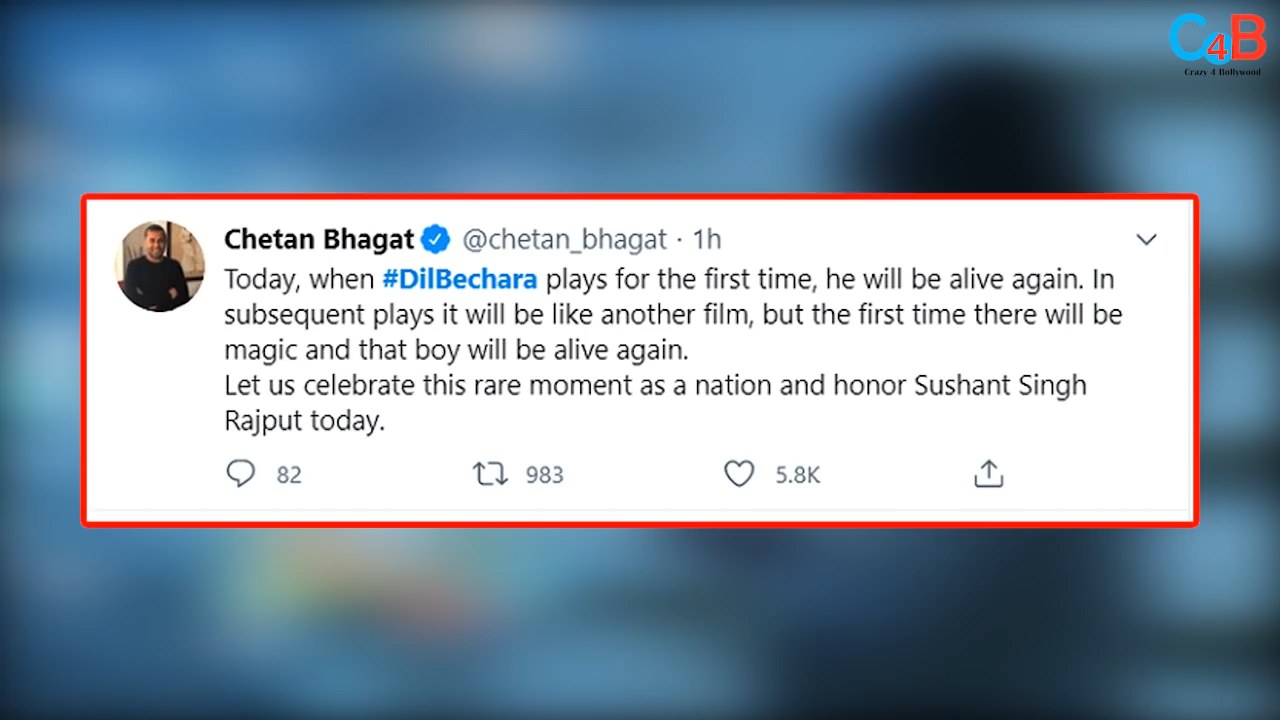 C4B
Crazy 4 Bollywood
Chetan Bhagat @chetan_bhagat · 1h
Today, when #DilBechara plays for the first time, he will be alive again. In
subsequent plays it will be like another film, but the first time there will be
magic and that boy will be alive again.
Let us celebrate this rare moment as a nation and honor Sushant Singh
Rajput today.
82 983 5.8K